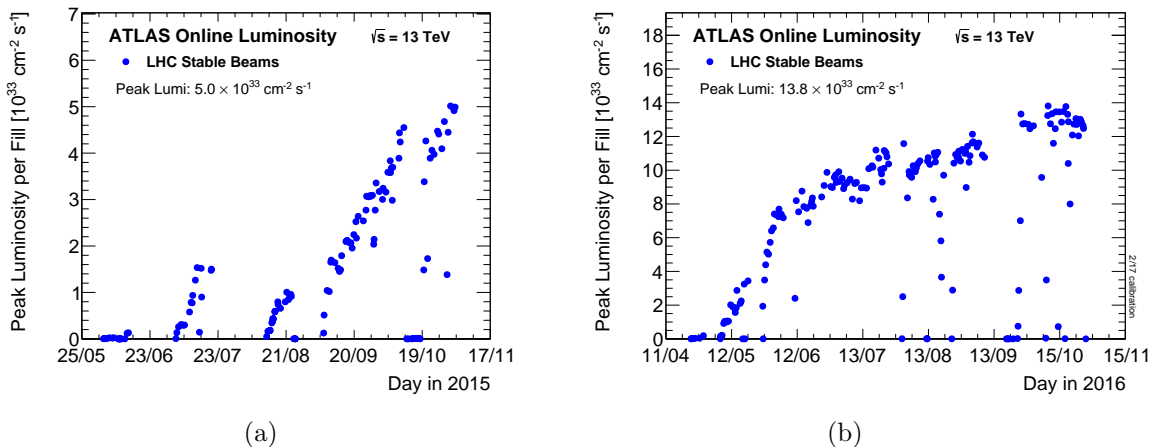 ATLAS Online Luminosity √s = 13 TeV
LHC Stable Beams
Peak Lumi: 5.0 × 10³³ cm⁻² s⁻¹
Peak Luminosity per Fill [10³³ cm⁻² s⁻¹]
7
6
5
4
3
2
1
0
25/05 23/06 23/07 21/08 20/09 19/10 17/11
Day in 2015
(a)
ATLAS Online Luminosity √s = 13 TeV
LHC Stable Beams
Peak Lumi: 13.8 × 10³³ cm⁻² s⁻¹
Peak Luminosity per Fill [10³³ cm⁻² s⁻¹]
18
16
14
12
10
8
6
4
2
0
11/04 12/05 12/06 13/07 13/08 13/09 15/10 15/11
Day in 2016
2/17 calibration
(b)